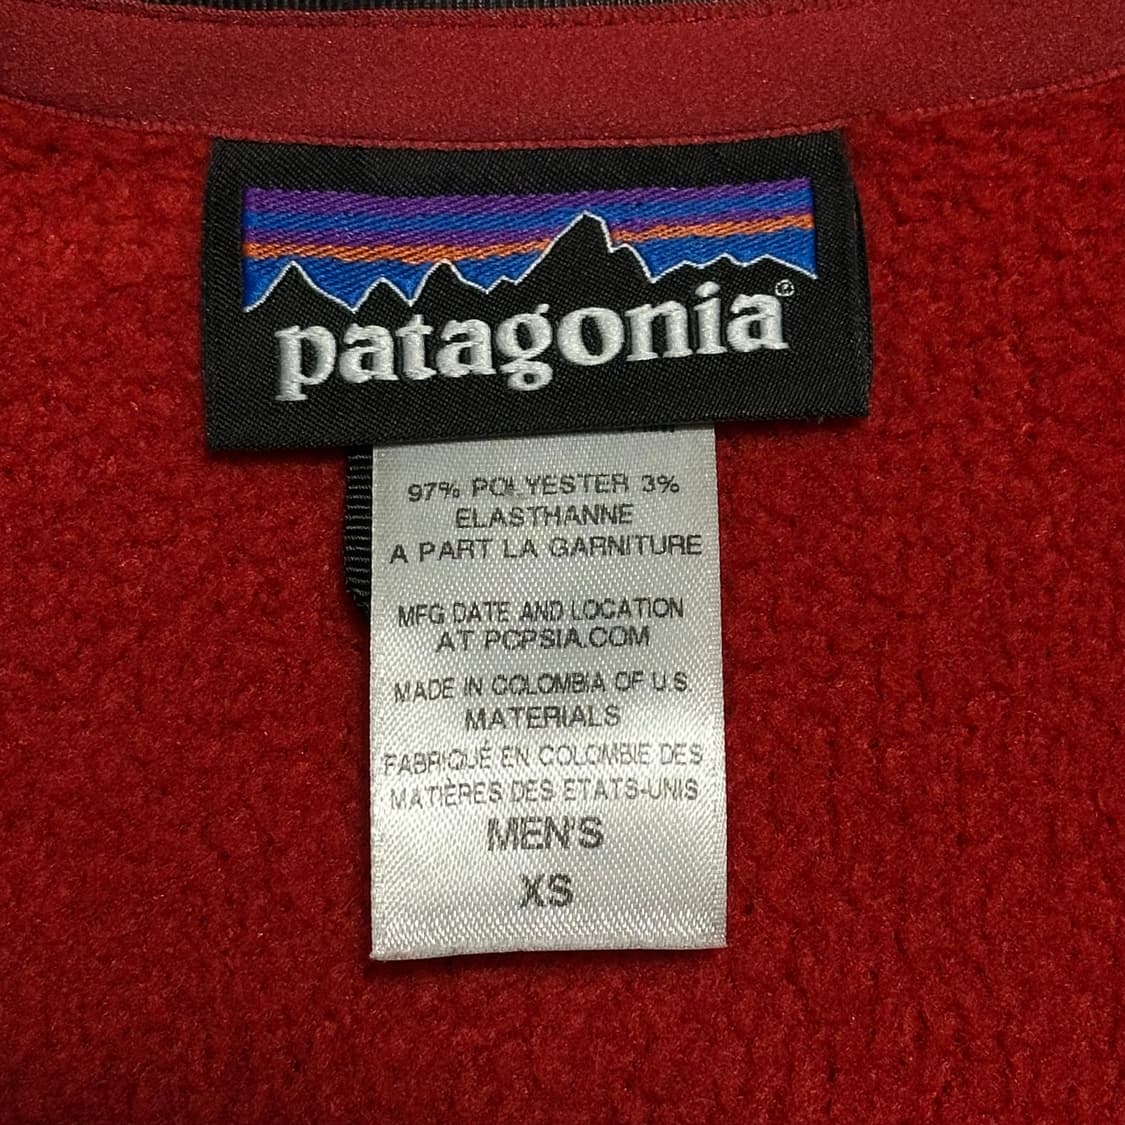 patagonia®
97% POLYESTER 3%
ELASTHANNE
A PART LA GARNITURE
MFG DATE AND LOCATION
AT PCPSIA.COM
MADE IN COLOMBIA OF U.S.
MATERIALS
FABRIQUÉ EN COLOMBIE DES
MATIÈRES DES ETATS-UNIS
MEN'S
XS